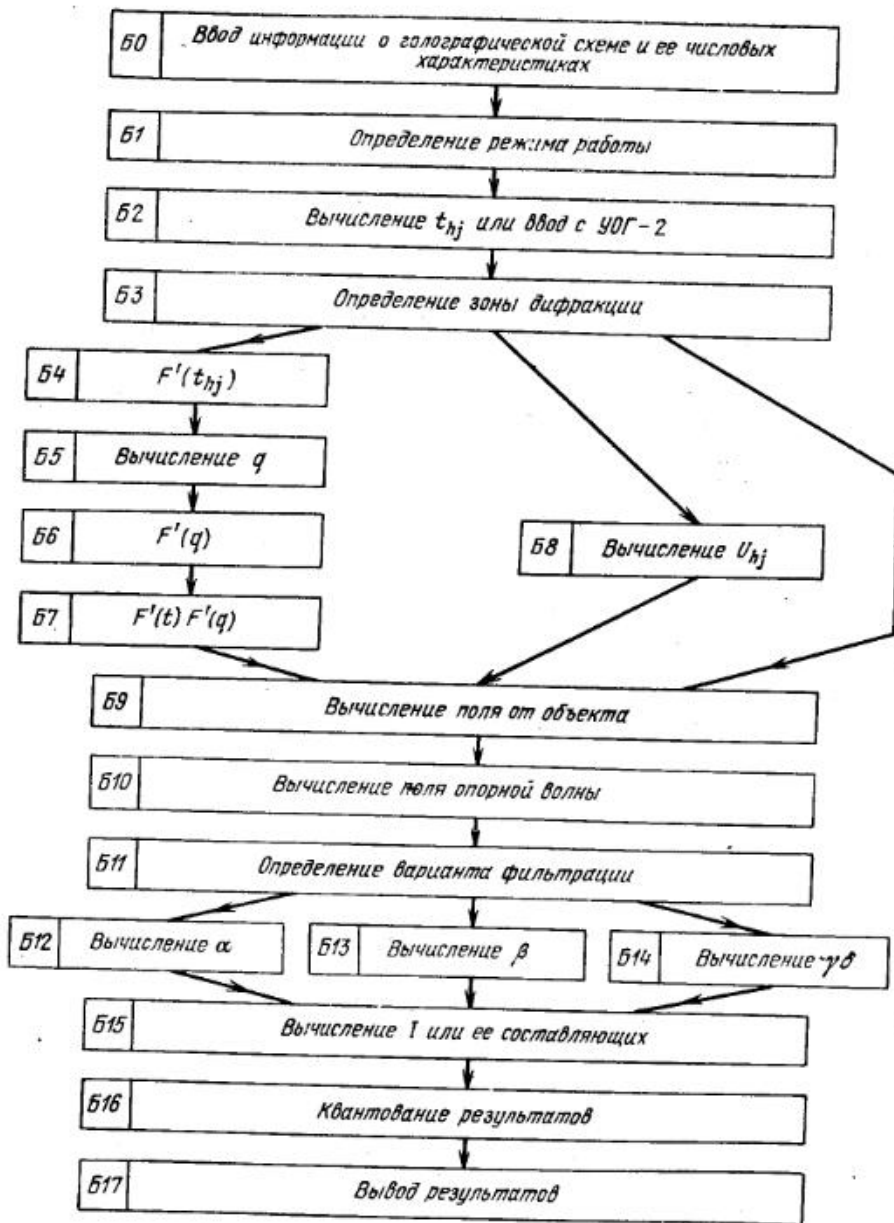 Б0 Ввод информации о голографической схеме и ее числовых
характеристиках
Б1 Определение режима работы
Б2 Вычисление t_hj или ввод с УОГ-2
Б3 Определение зоны дифракции
Б4 F'(t_hj)
Б5 Вычисление q
Б6 F'(q)
Б8 Вычисление U_hj
Б7 F'(t) F'(q)
Б9 Вычисление поля от объекта
Б10 Вычисление поля опорной волны
Б11 Определение варианта фильтрации
Б12 Вычисление α
Б13 Вычисление β
Б14 Вычисление γв
Б15 Вычисление I или ее составляющих
Б16 Квантование результатов
Б17 Вывод результатов